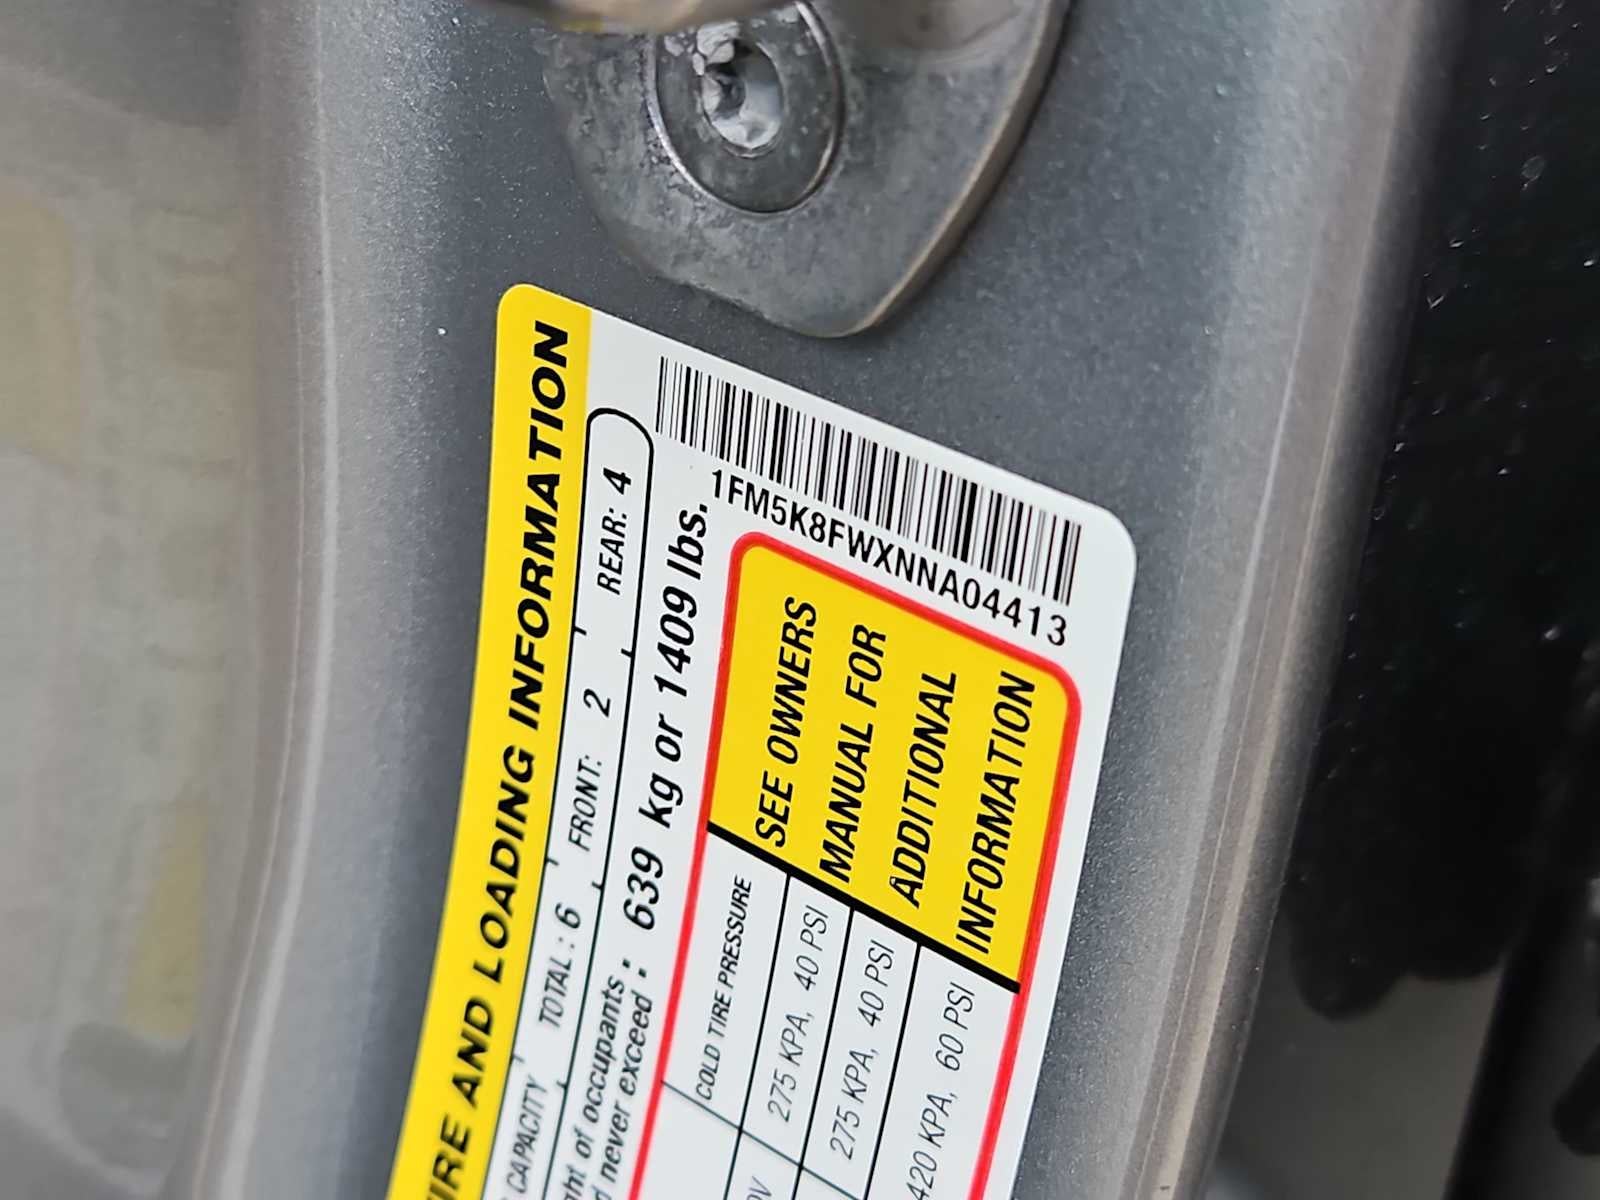 IRE AND LOADING INFORMATION
CAPACITY TOTAL: 6 FRONT: 2 REAR: 4
of occupants
never exceed : 639 kg or 1409 lbs.
1FM5K8FWXNNA04413
COLD TIRE PRESSURE
275 KPA, 40 PSI
275 KPA, 40 PSI
420 KPA, 60 PSI
SEE OWNERS
MANUAL FOR
ADDITIONAL
INFORMATION